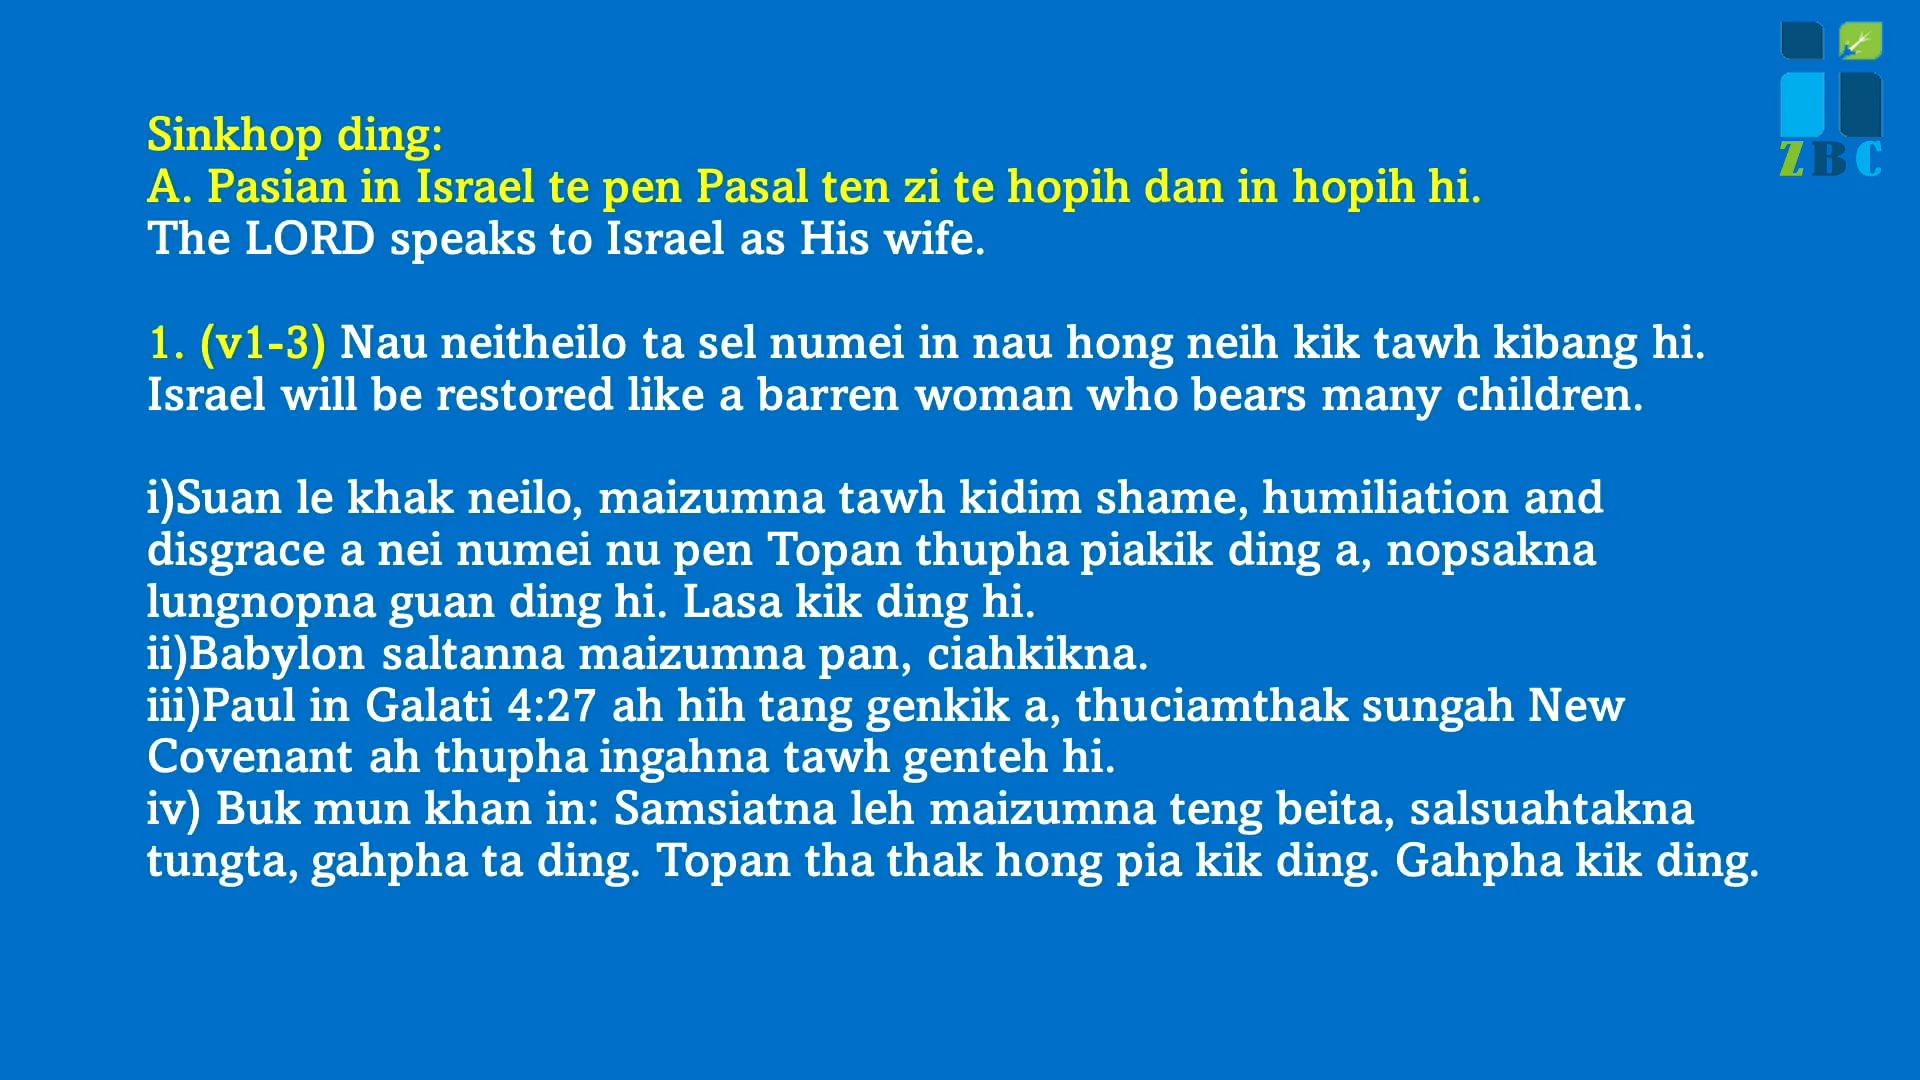 Sinkhop ding:
A. Pasian in Israel te pen Pasal ten zi te hopih dan in hopih hi.
The LORD speaks to Israel as His wife.
1. (v1-3) Nau neitheilo ta sel numei in nau hong neih kik tawh kibang hi.
Israel will be restored like a barren woman who bears many children.
i)Suan le khak neilo, maizumna tawh kidim shame, humiliation and
disgrace a nei numei nu pen Topan thupha piakik ding a, nopsakna
lungnopna guan ding hi. Lasa kik ding hi.
ii)Babylon saltanna maizumna pan, ciahkikna.
iii)Paul in Galati 4:27 ah hih tang genkik a, thuciamthak sungah New
Covenant ah thupha ingahna tawh genteh hi.
iv) Buk mun khan in: Samsiatna leh maizumna teng beita, salsuahtakna
tungta, gahpha ta ding. Topan tha thak hong pia kik ding. Gahpha kik ding.
ZBC